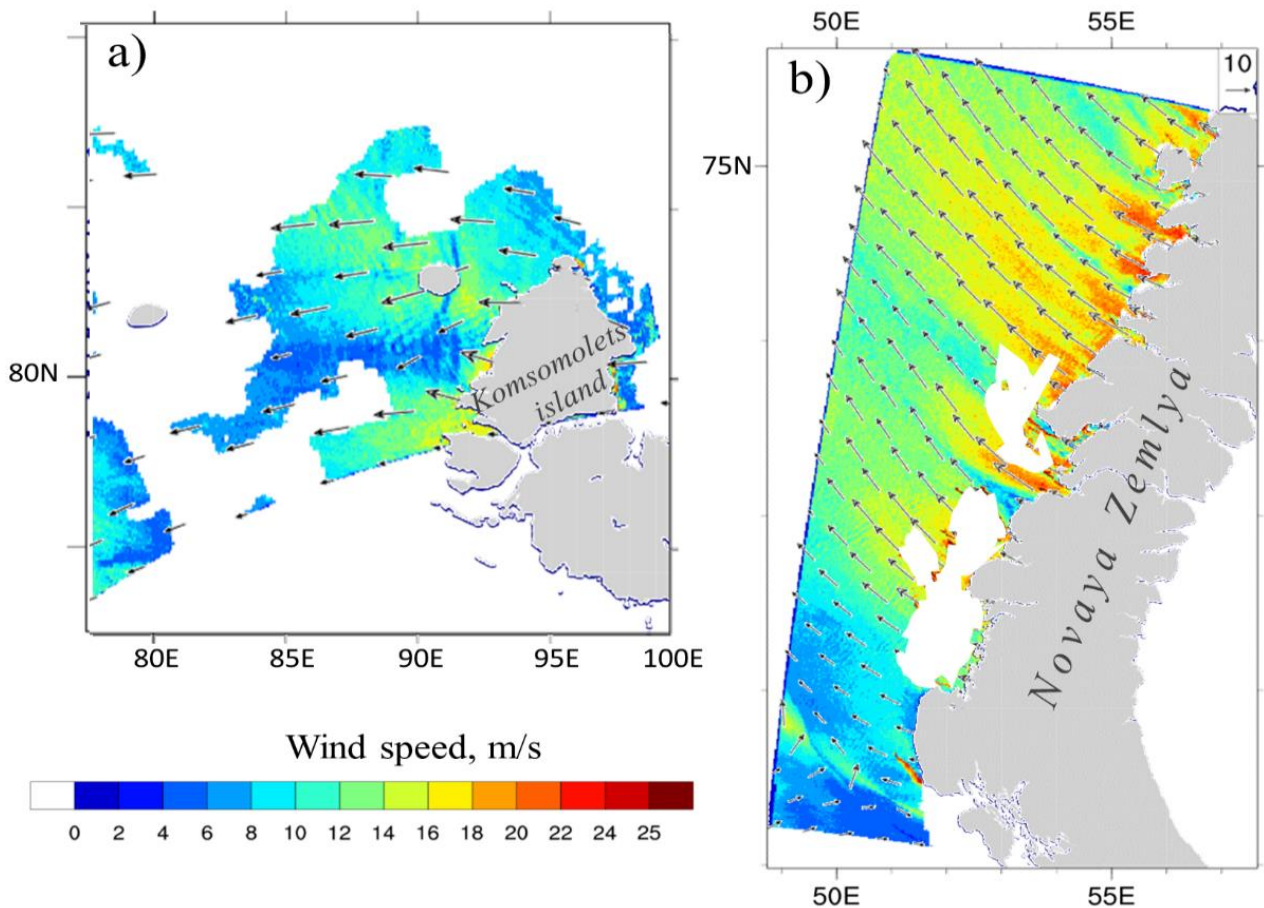 a)
80N
80E 85E 90E 95E 100E
Komsomolets
island
Wind speed, m/s
0 2 4 6 8 10 12 14 16 18 20 22 24 25
50E 55E
b)
10
75N
Novaya Zemlya
50E 55E